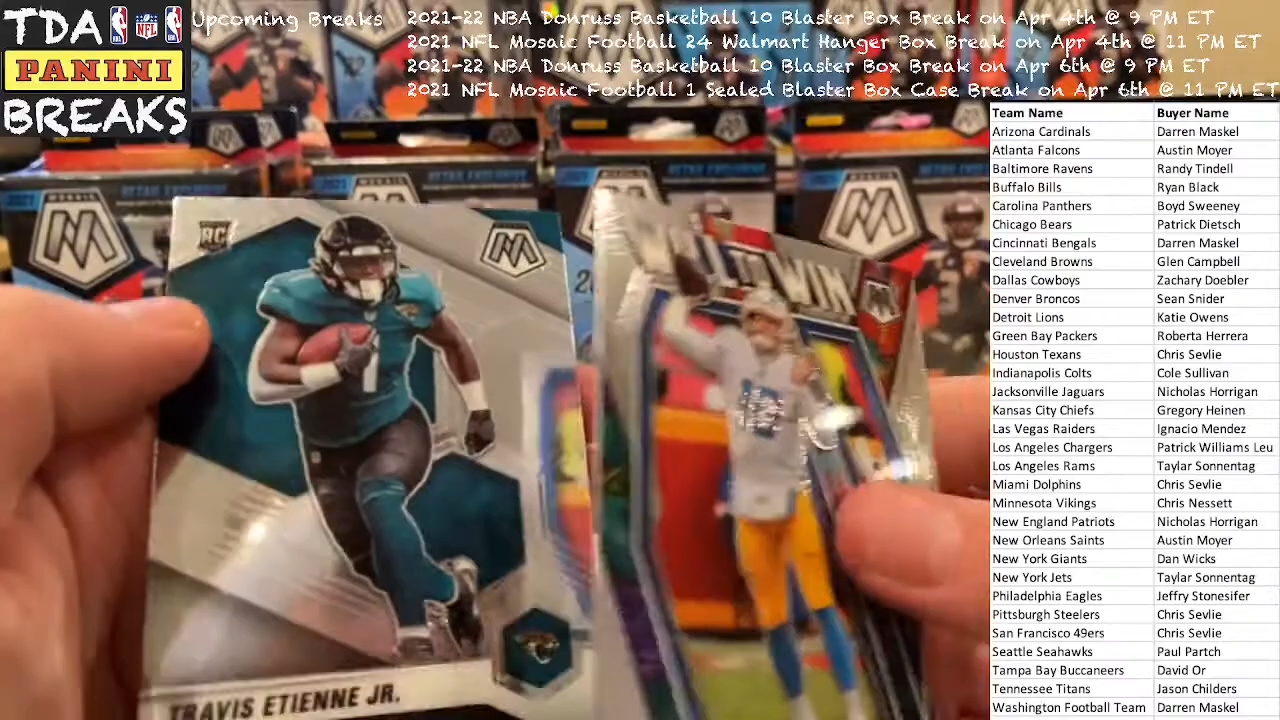 TDA
PANINI
BREAKS
Upcoming Breaks
2021-22 NBA Donruss Basketball 10 Blaster Box Break on Apr 4th @ 9 PM ET
2021 NFL Mosaic Football 24 Walmart Hanger Box Break on Apr 4th @ 11 PM ET
2021-22 NBA Donruss Basketball 10 Blaster Box Break on Apr 6th @ 9 PM ET
2021 NFL Mosaic Football 1 Sealed Blaster Box Case Break on Apr 6th @ 11 PM ET
Team Name Buyer Name
Arizona Cardinals Darren Maskel
Atlanta Falcons Austin Moyer
Baltimore Ravens Randy Tindell
Buffalo Bills Ryan Black
Carolina Panthers Boyd Sweeney
Chicago Bears Patrick Dietsch
Cincinnati Bengals Darren Maskel
Cleveland Browns Glen Campbell
Dallas Cowboys Zachary Doebler
Denver Broncos Sean Snider
Detroit Lions Katie Owens
Green Bay Packers Roberta Herrera
Houston Texans Chris Sevlie
Indianapolis Colts Cole Sullivan
Jacksonville Jaguars Nicholas Horrigan
Kansas City Chiefs Gregory Heinen
Las Vegas Raiders Ignacio Mendez
Los Angeles Chargers Patrick Williams Leu
Los Angeles Rams Taylar Sonnentag
Miami Dolphins Chris Sevlie
Minnesota Vikings Chris Nessett
New England Patriots Nicholas Horrigan
New Orleans Saints Austin Moyer
New York Giants Dan Wicks
New York Jets Taylar Sonnentag
Philadelphia Eagles Jeffry Stonesifer
Pittsburgh Steelers Chris Sevlie
San Francisco 49ers Chris Sevlie
Seattle Seahawks Paul Partch
Tampa Bay Buccaneers David Or
Tennessee Titans Jason Childers
Washington Football Team Darren Maskel
RC
M
1
TRAVIS ETIENNE JR.
TO WIN